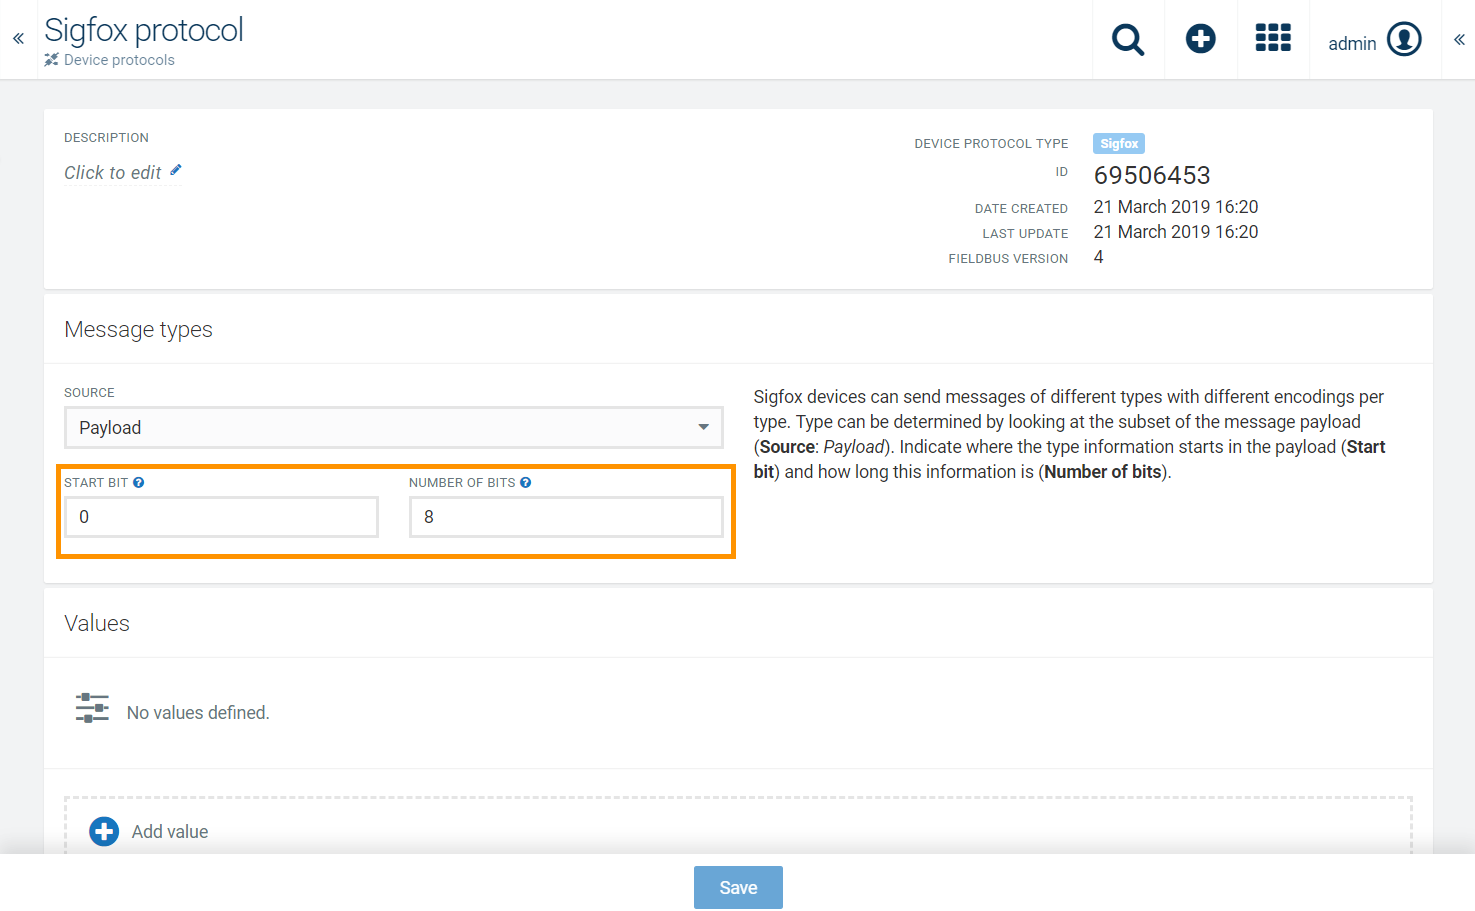 Sigfox protocol
Device protocols
admin
DESCRIPTION
Click to edit
DEVICE PROTOCOL TYPE Sigfox
ID 69506453
DATE CREATED 21 March 2019 16:20
LAST UPDATE 21 March 2019 16:20
FIELDBUS VERSION 4
Message types
SOURCE
Payload
START BIT NUMBER OF BITS
0 8
Sigfox devices can send messages of different types with different encodings per
type. Type can be determined by looking at the subset of the message payload
(Source: Payload). Indicate where the type information starts in the payload (Start
bit) and how long this information is (Number of bits).
Values
No values defined.
Add value
Save